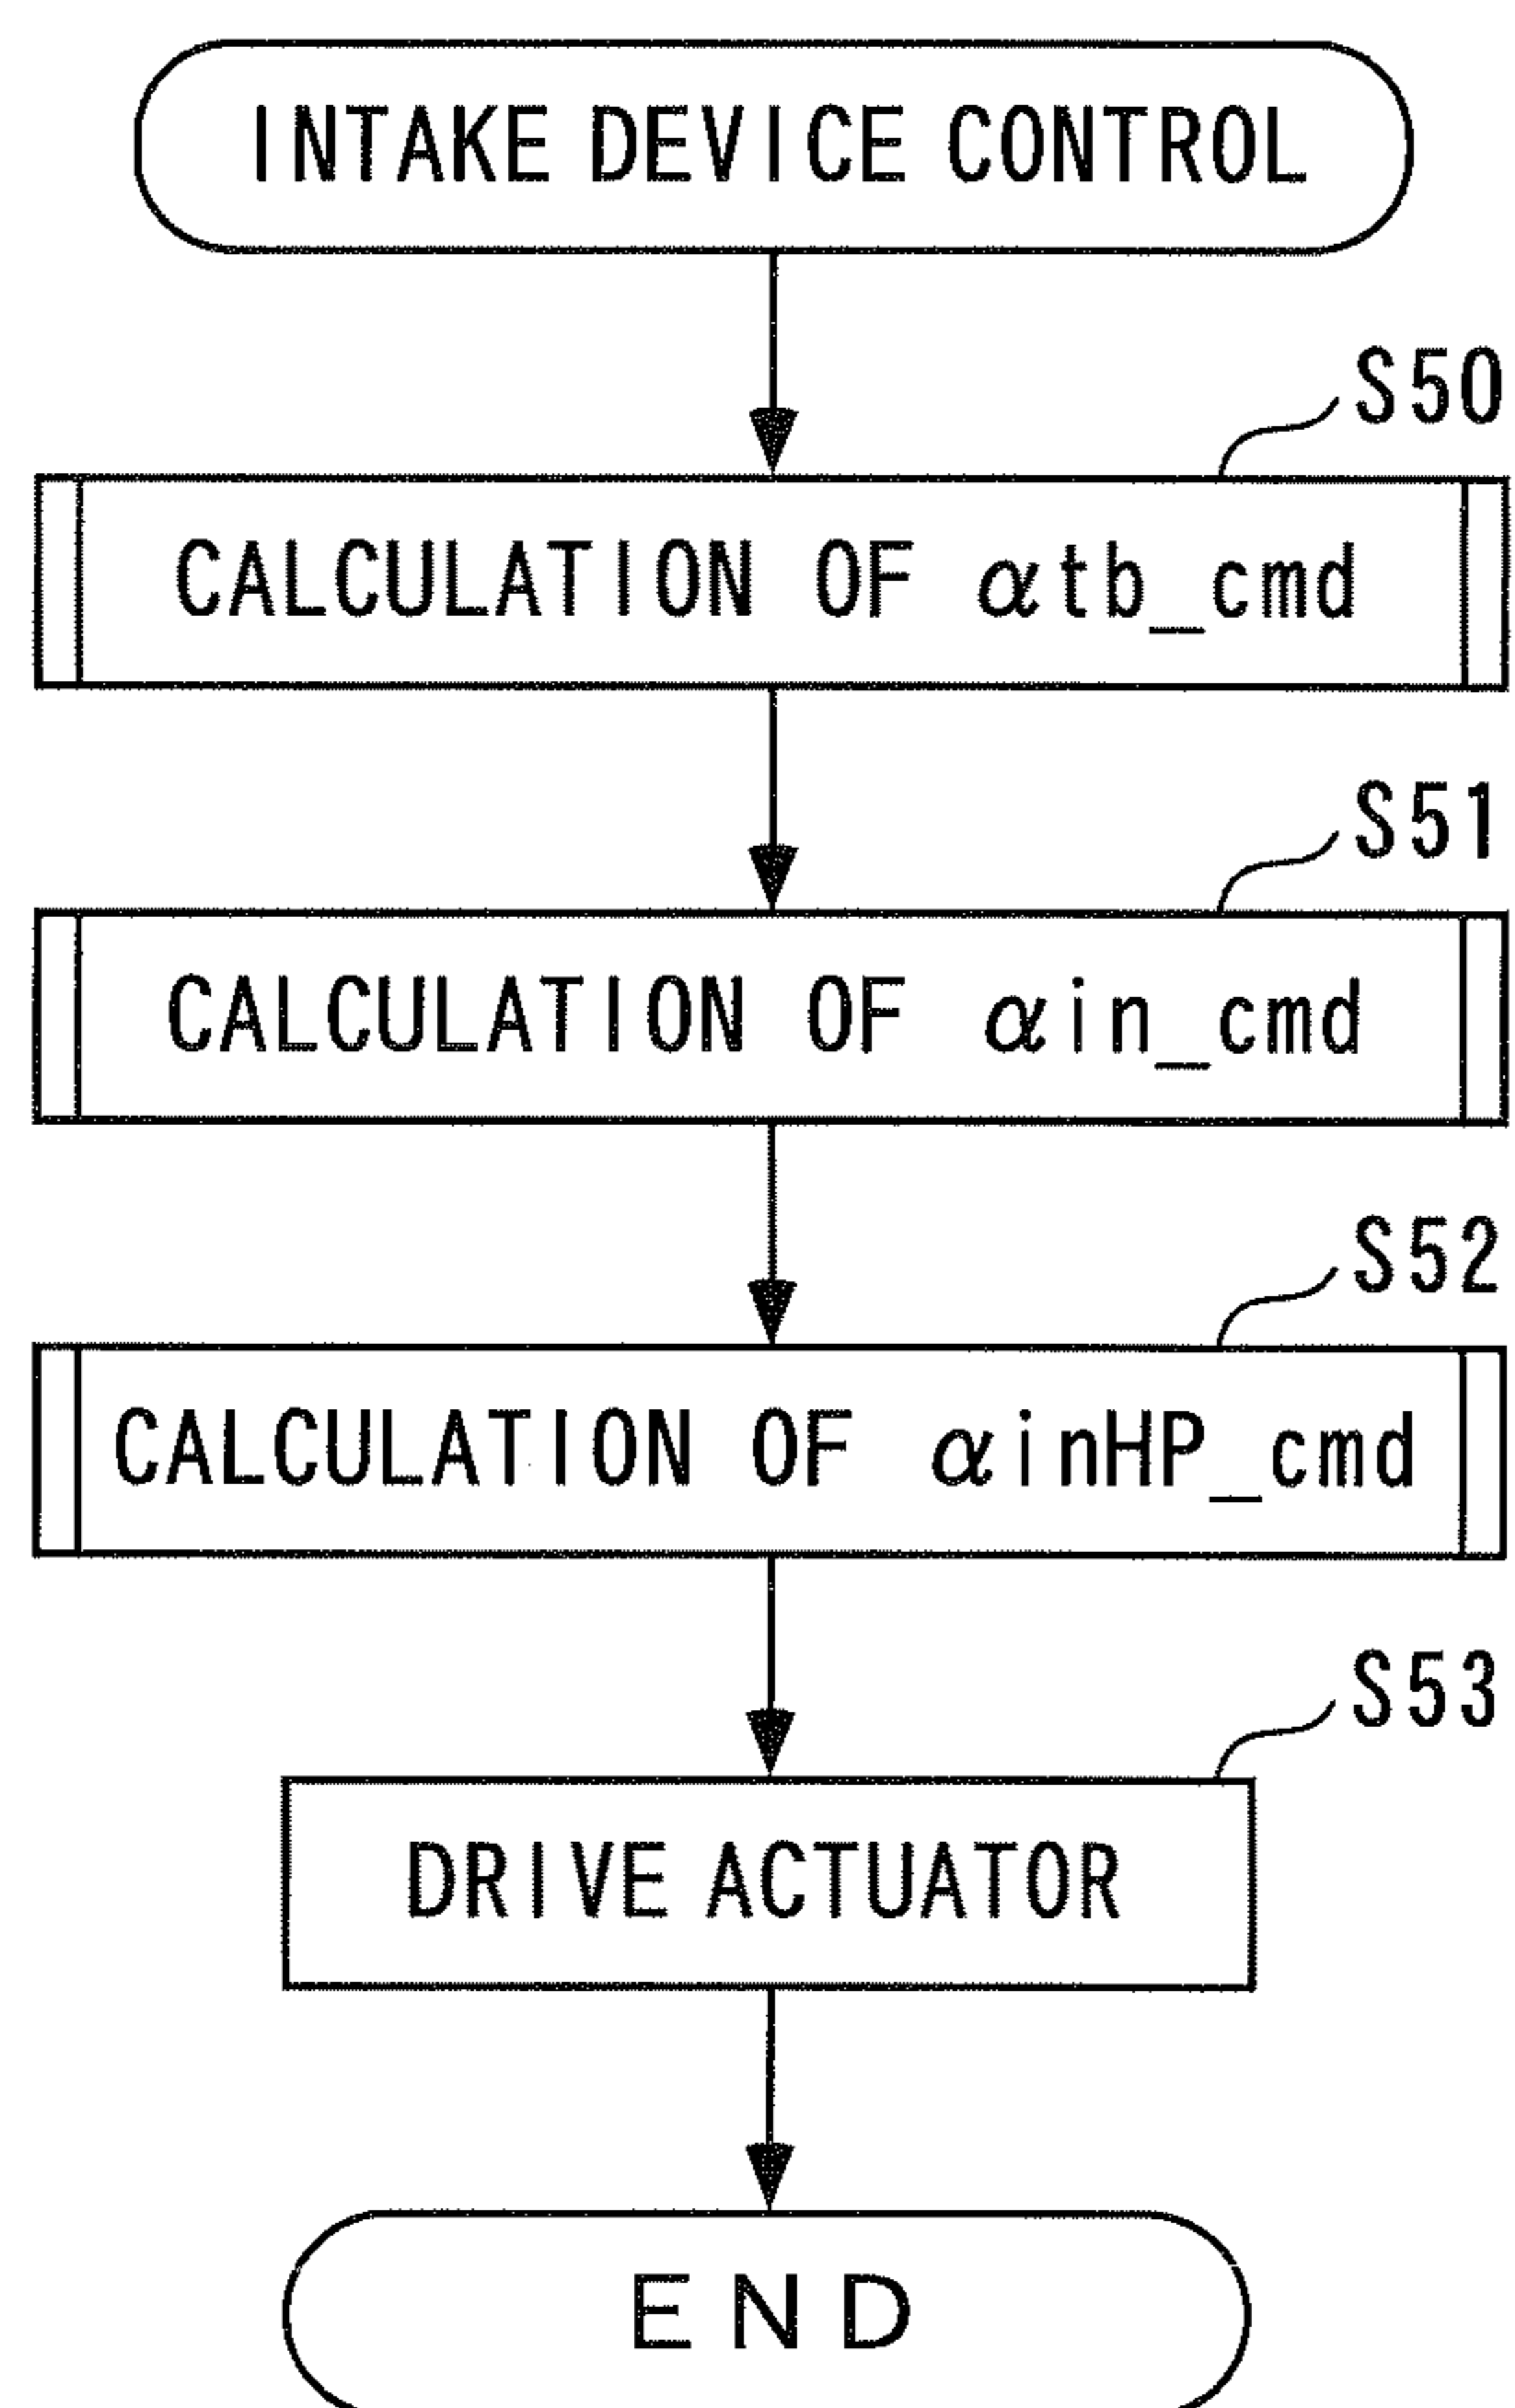 INTAKE DEVICE CONTROL
S50
CALCULATION OF αtb_cmd
S51
CALCULATION OF αin_cmd
S52
CALCULATION OF αinHP_cmd
S53
DRIVE ACTUATOR
END